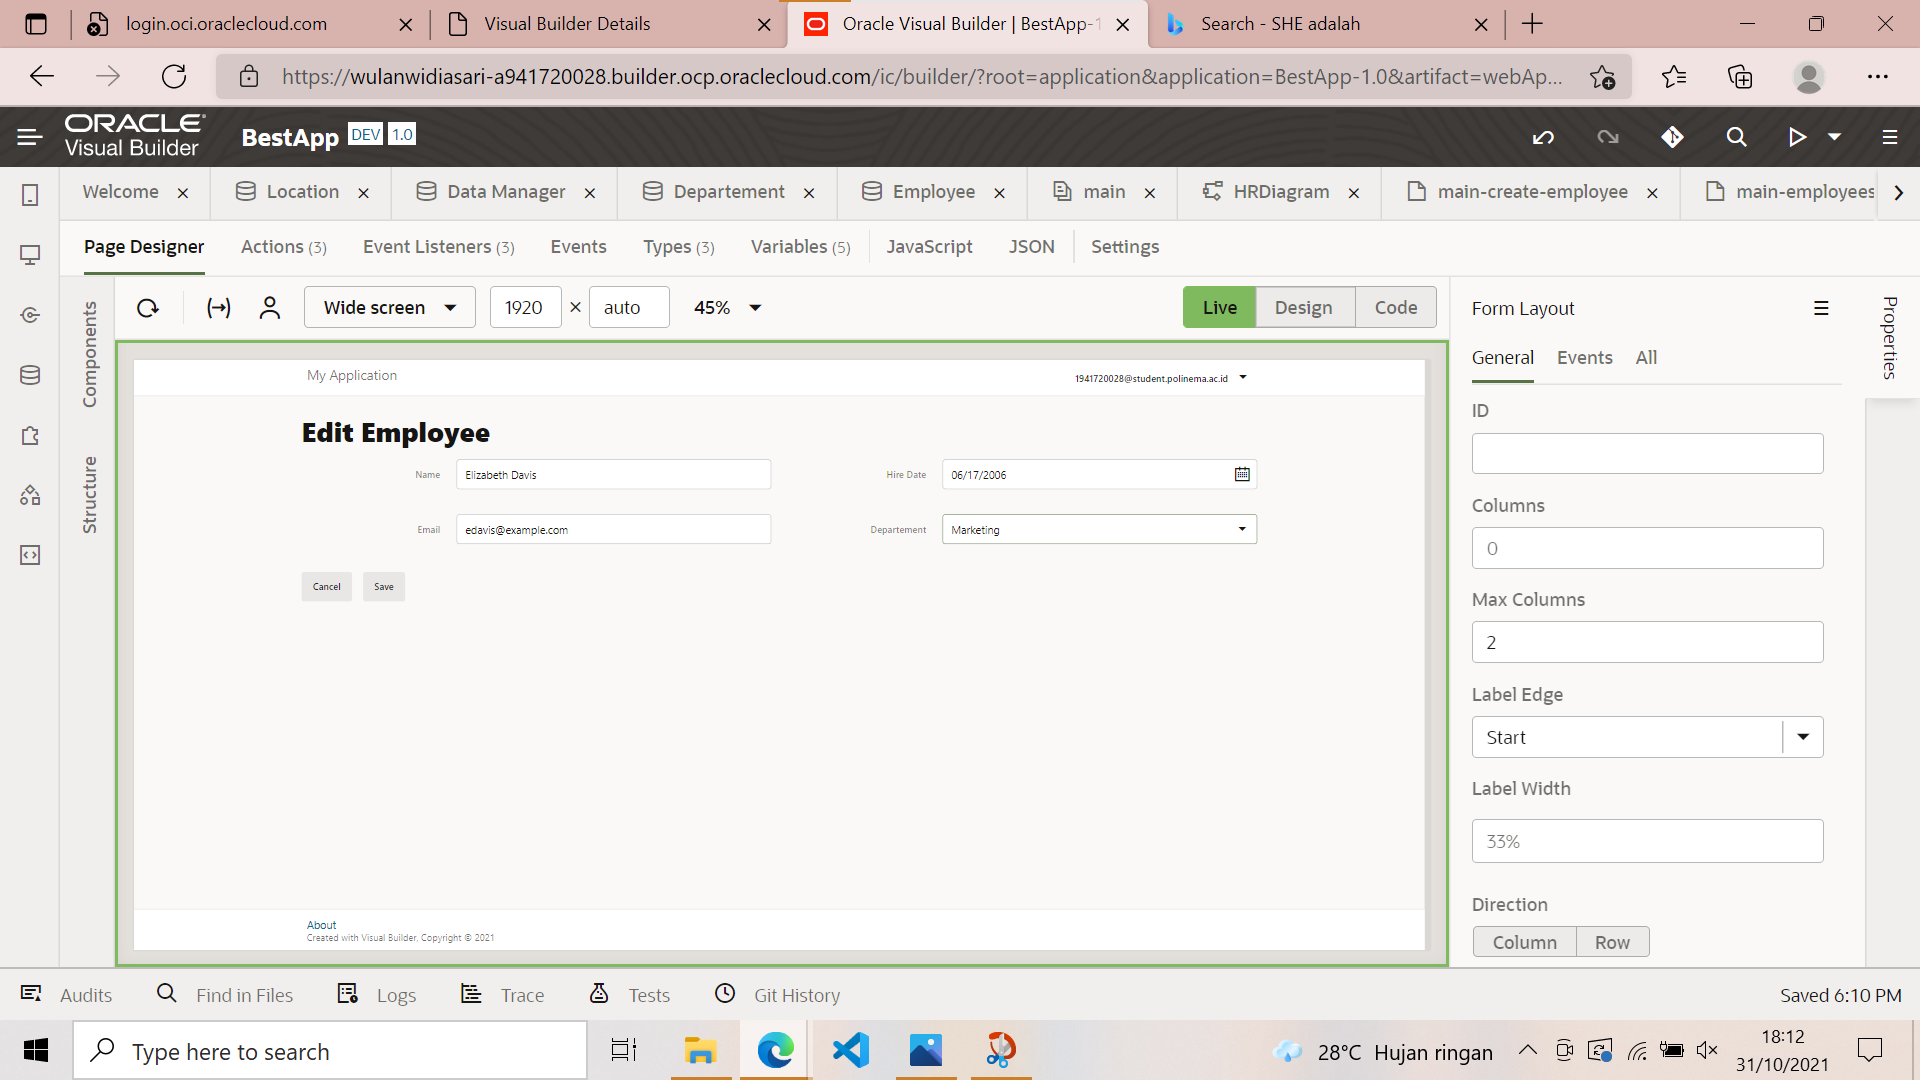 login.oci.oraclecloud.com
Visual Builder Details
Oracle Visual Builder | BestApp-1
Search - SHE adalah
https://wulanwidiasari-a941720028.builder.ocp.oraclecloud.com/ic/builder/?root=application&application=BestApp-1.0&artifact=webAp...
ORACLE
Visual Builder
BestApp DEV 1.0
Welcome
Location
Data Manager
Departement
Employee
main
HRDiagram
main-create-employee
main-employees
Page Designer
Actions (3)
Event Listeners (3)
Events
Types (3)
Variables (5)
JavaScript
JSON
Settings
Components
Structure
Wide screen
1920 × auto
45%
Live
Design
Code
My Application
1941720028@student.polinema.ac.id
Edit Employee
Name
Elizabeth Davis
Hire Date
06/17/2006
Email
edavis@example.com
Departement
Marketing
Cancel
Save
About
Created with Visual Builder. Copyright © 2021
Form Layout
Properties
General
Events
All
ID
Columns
0
Max Columns
2
Label Edge
Start
Label Width
33%
Direction
Column
Row
Audits
Find in Files
Logs
Trace
Tests
Git History
Saved 6:10 PM
Type here to search
28°C Hujan ringan
18:12
31/10/2021